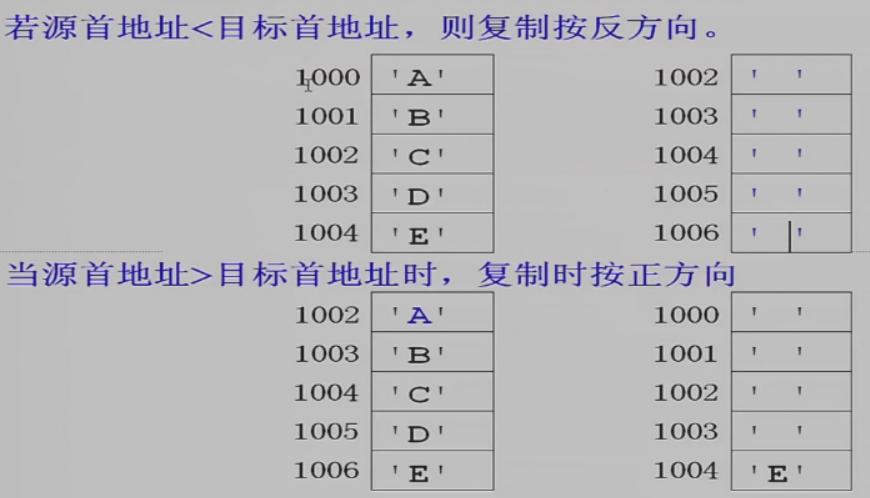 若源首地址<目标首地址，则复制按反方向。
1000 'A' 1002 ' '
1001 'B' 1003 ' '
1002 'C' 1004 ' '
1003 'D' 1005 ' '
1004 'E' 1006 ' '
当源首地址>目标首地址时，复制时按正方向
1002 'A' 1000 ' '
1003 'B' 1001 ' '
1004 'C' 1002 ' '
1005 'D' 1003 ' '
1006 'E' 1004 'E'